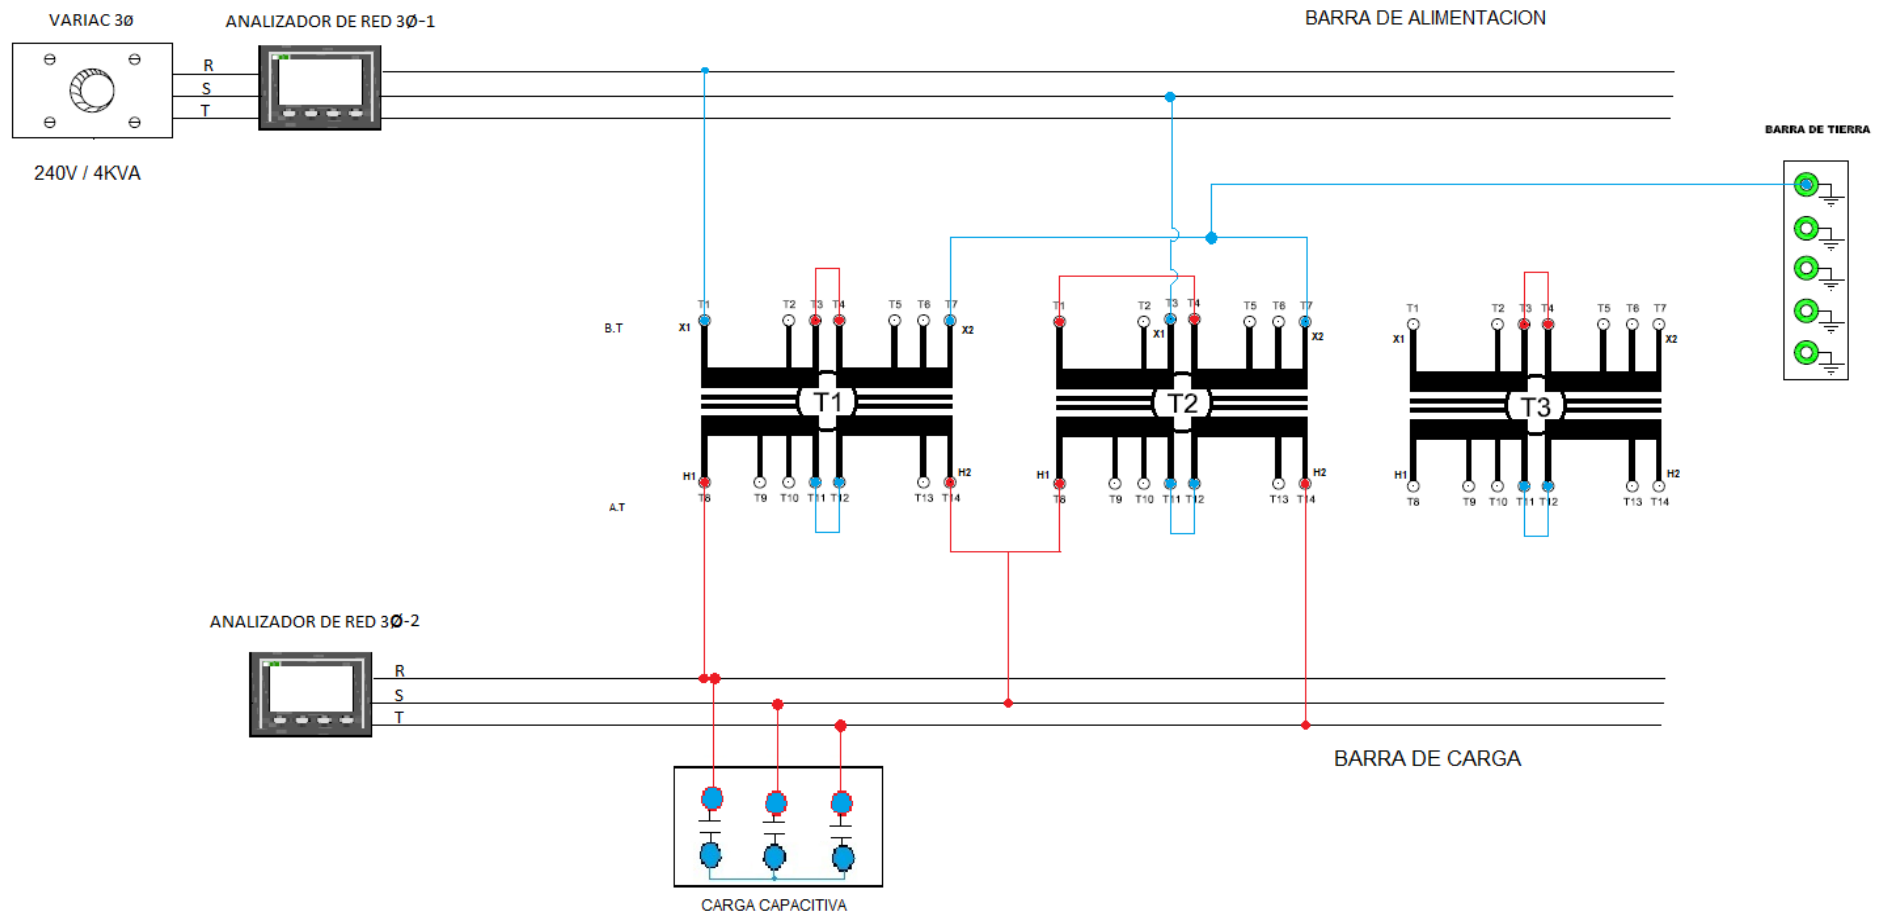 VARIAC 3ø
ANALIZADOR DE RED 3Ø-1
BARRA DE ALIMENTACION
R
S
T
240V / 4KVA
BARRA DE TIERRA
B.T
T1 T2 T3 T4 T5 T6 T7
X1 X2
T1
H1 H2
T8 T9 T10 T11 T12 T13 T14
A.T
T1 T2 T3 T4 T5 T6 T7
X1 X2
T2
H1 H2
T8 T9 T10 T11 T12 T13 T14
T1 T2 T3 T4 T5 T6 T7
X1 X2
T3
H1 H2
T8 T9 T10 T11 T12 T13 T14
ANALIZADOR DE RED 3Ø-2
R
S
T
BARRA DE CARGA
CARGA CAPACITIVA